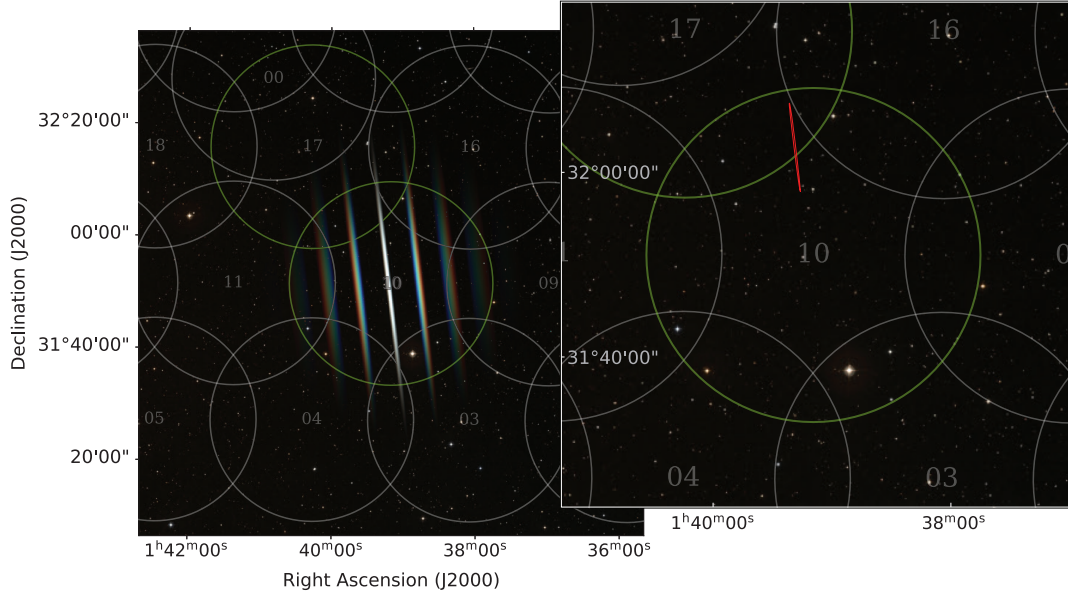 17
16
00
32°20'00"
18
17
16
32°00'00"
00'00"
11
10
09
10
31°40'00"
31°40'00"
05
04
03
04
03
20'00"
1ʰ40ᵐ00ˢ
38ᵐ00ˢ
1ʰ42ᵐ00ˢ
40ᵐ00ˢ
38ᵐ00ˢ
36ᵐ00ˢ
Declination (J2000)
Right Ascension (J2000)